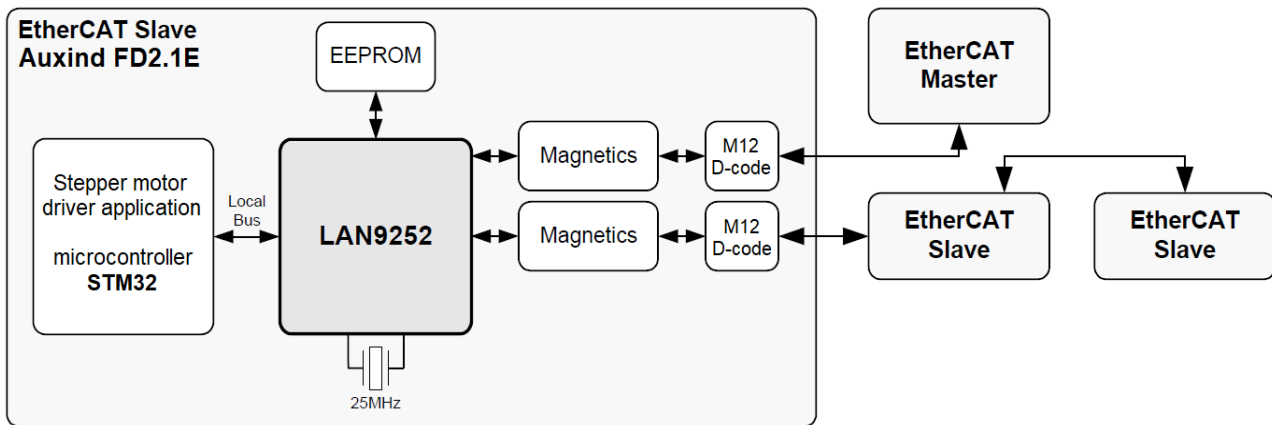 EtherCAT Slave
Auxind FD2.1E
EEPROM
Stepper motor
driver application
microcontroller
STM32
Local
Bus
LAN9252
25MHz
Magnetics
M12
D-code
Magnetics
M12
D-code
EtherCAT
Master
EtherCAT
Slave
EtherCAT
Slave